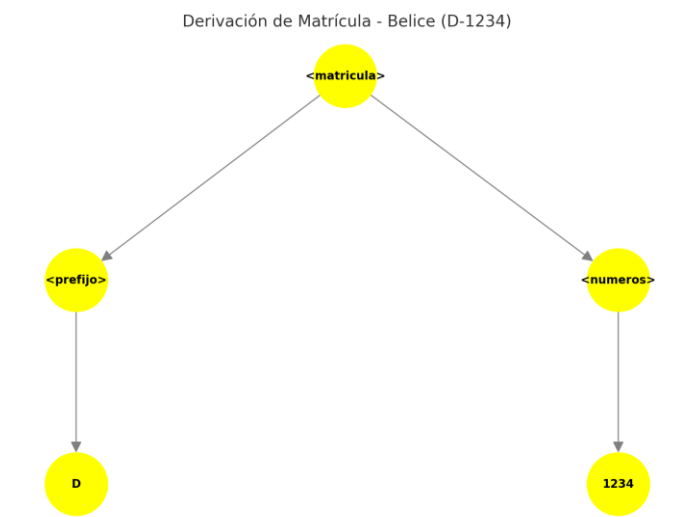 Derivación de Matrícula - Belice (D-1234)
<matricula>
<prefijo>
<numeros>
D
1234